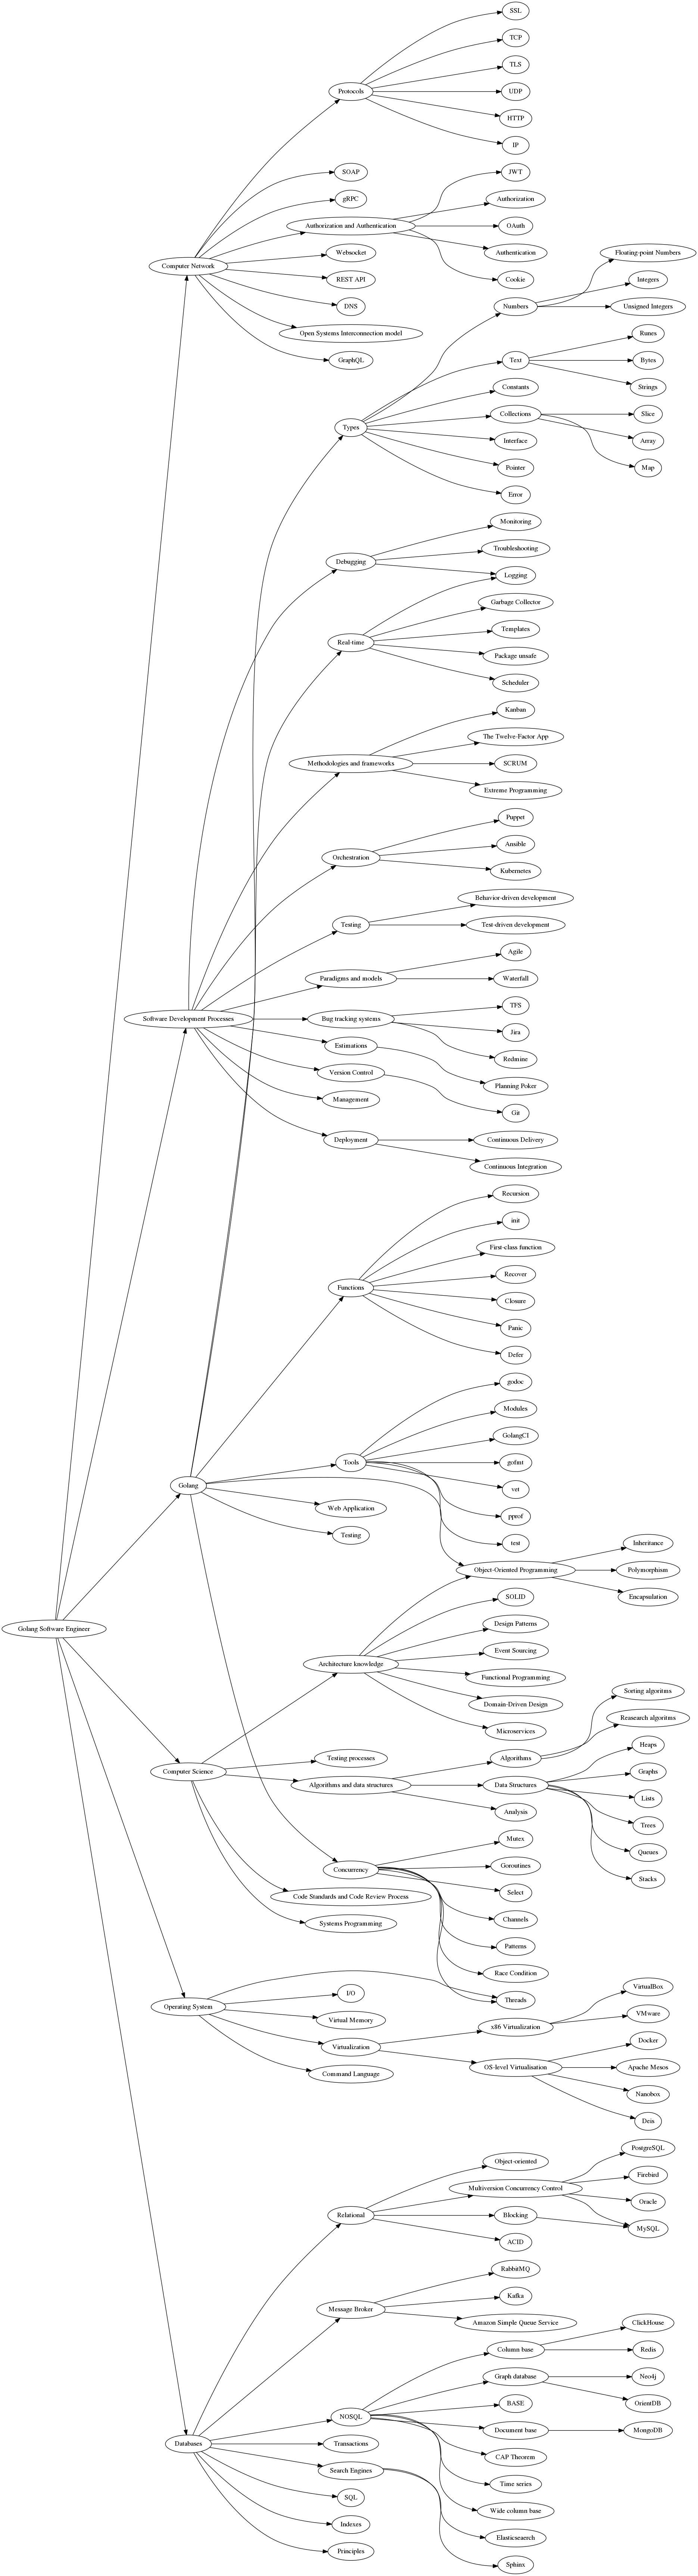 SSL
TCP
TLS
Protocols
UDP
HTTP
IP
SOAP
JWT
gRPC
Authorization
Authorization and Authentication
OAuth
Websocket
Authentication
Floating-point Numbers
Computer Network
REST API
Cookie
Integers
DNS
Numbers
Unsigned Integers
Open Systems Interconnection model
Runes
GraphQL
Text
Bytes
Constants
Strings
Collections
Slice
Types
Interface
Array
Pointer
Map
Error
Monitoring
Troubleshooting
Debugging
Logging
Garbage Collector
Templates
Real-time
Package unsafe
Scheduler
Kanban
The Twelve-Factor App
Methodologies and frameworks
SCRUM
Extreme Programming
Puppet
Ansible
Orchestration
Kubernetes
Behavior-driven development
Testing
Test-driven development
Agile
Paradigms and models
Waterfall
TFS
Software Development Processes
Bug tracking systems
Jira
Estimations
Redmine
Version Control
Planning Poker
Management
Git
Deployment
Continuous Delivery
Continuous Integration
Recursion
init
First-class function
Recover
Functions
Closure
Panic
Defer
godoc
Modules
GolangCI
Tools
gofmt
Golang
vet
Web Application
pprof
Testing
test
Inheritance
Object-Oriented Programming
Polymorphism
SOLID
Encapsulation
Design Patterns
Golang Software Engineer
Event Sourcing
Architecture knowledge
Functional Programming
Sorting algoritms
Domain-Driven Design
Reasearch algoritms
Microservices
Heaps
Testing processes
Algorithms
Graphs
Computer Science
Algorithms and data structures
Data Structures
Lists
Analysis
Trees
Mutex
Queues
Concurrency
Goroutines
Stacks
Select
Code Standards and Code Review Process
Channels
Systems Programming
Patterns
Race Condition
VirtualBox
I/O
Threads
Operating System
VMware
Virtual Memory
x86 Virtualization
Docker
Virtualization
OS-level Virtualisation
Apache Mesos
Command Language
Nanobox
Deis
PostgreSQL
Object-oriented
Firebird
Multiversion Concurrency Control
Oracle
Relational
Blocking
MySQL
ACID
RabbitMQ
Kafka
Message Broker
Amazon Simple Queue Service
ClickHouse
Column base
Redis
Graph database
Neo4j
BASE
OrientDB
NOSQL
Document base
MongoDB
Databases
Transactions
CAP Theorem
Search Engines
Time series
SQL
Wide column base
Indexes
Elasticseaerch
Principles
Sphinx